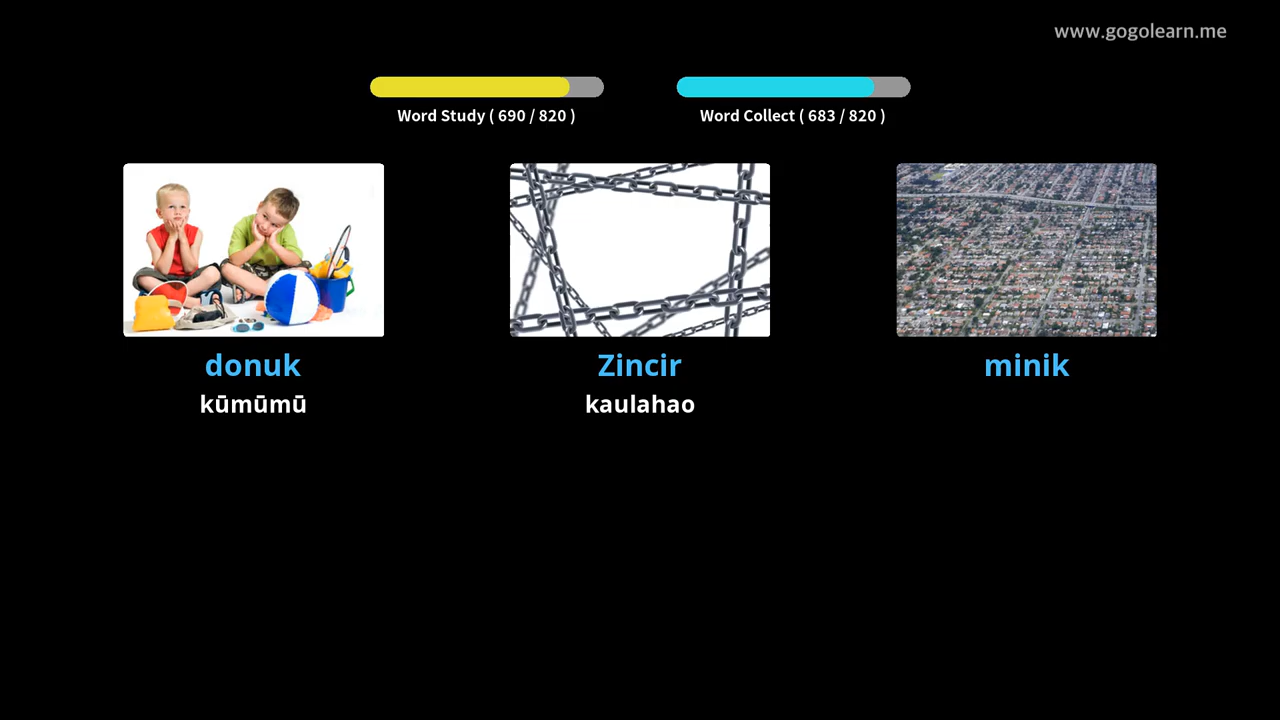 www.gogolearn.me
Word Study ( 690 / 820 )
Word Collect ( 683 / 820 )
donuk
Zincir
minik
kūmūmū
kaulahao